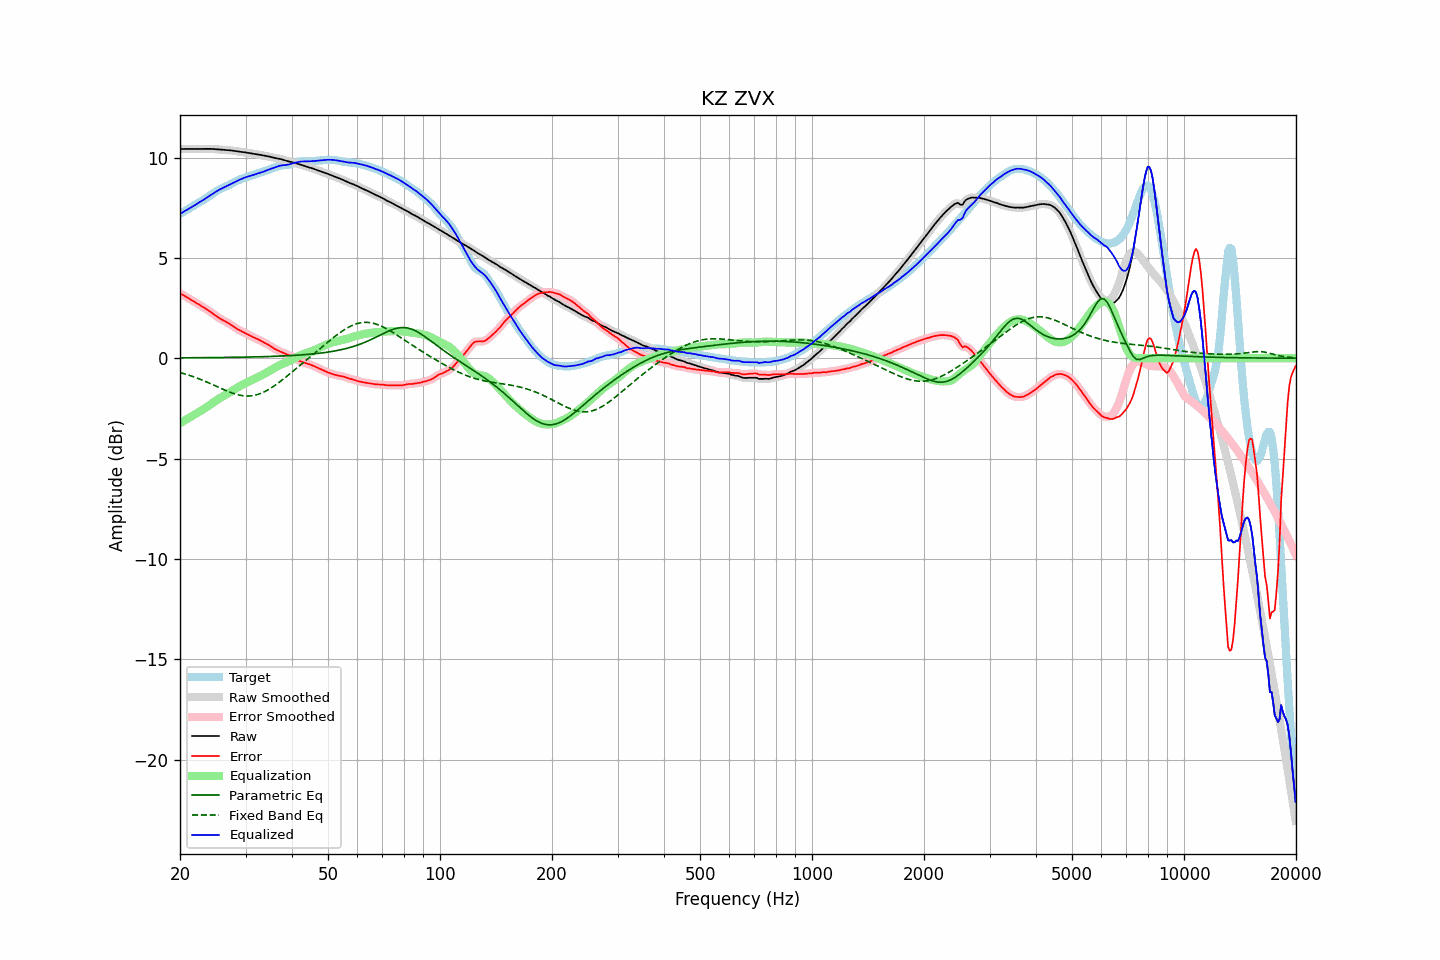 KZ ZVX
Amplitude (dBr)
10
5
0
−5
−10
−15
−20
Target
Raw Smoothed
Error Smoothed
Raw
Error
Equalization
Parametric Eq
Fixed Band Eq
Equalized
20 50 100 200 500 1000 2000 5000 10000 20000
Frequency (Hz)